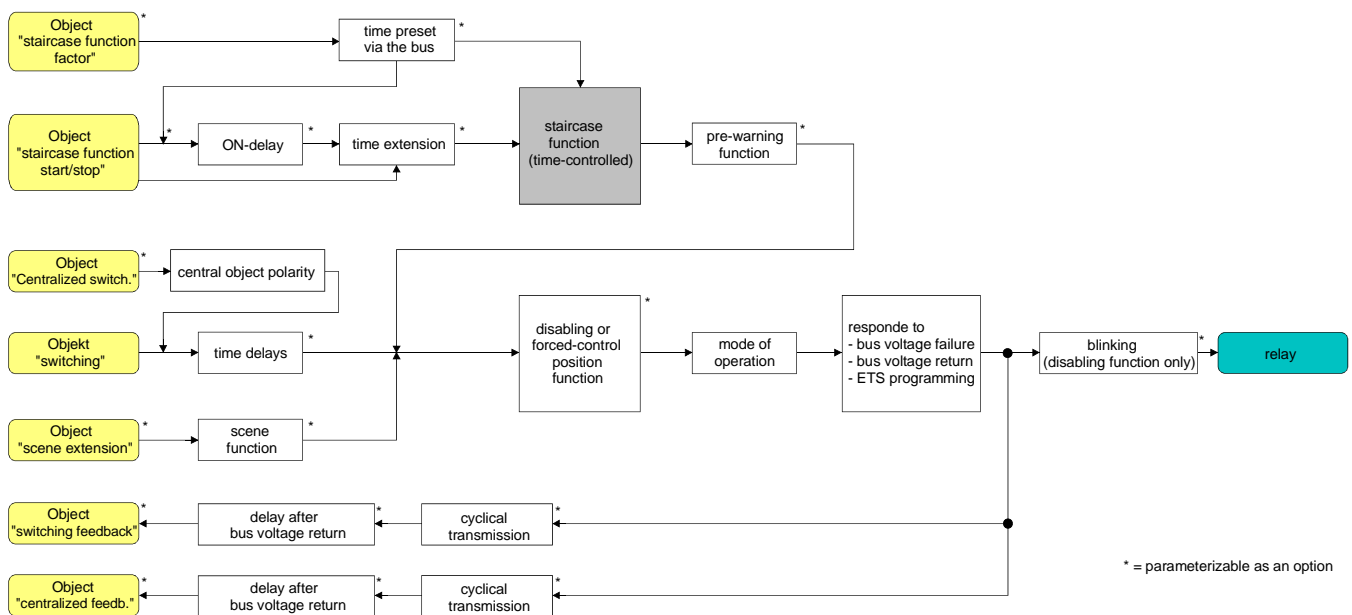 Object
"staircase function
factor"
*
time preset
via the bus
*
Object
"staircase function
start/stop"
*
ON-delay
*
time extension
*
staircase
function
(time-controlled)
pre-warning
function
*
Object
"Centralized switch."
*
central object polarity
Objekt
"switching"
time delays
*
disabling or
forced-control
position
function
*
mode of
operation
responde to
- bus voltage failure
- bus voltage return
- ETS programming
blinking
(disabling function only)
*
relay
Object
"scene extension"
*
scene
function
*
Object
"switching feedback"
*
delay after
bus voltage return
*
cyclical
transmission
*
Object
"centralized feedb."
*
delay after
bus voltage return
*
cyclical
transmission
*
* = parameterizable as an option